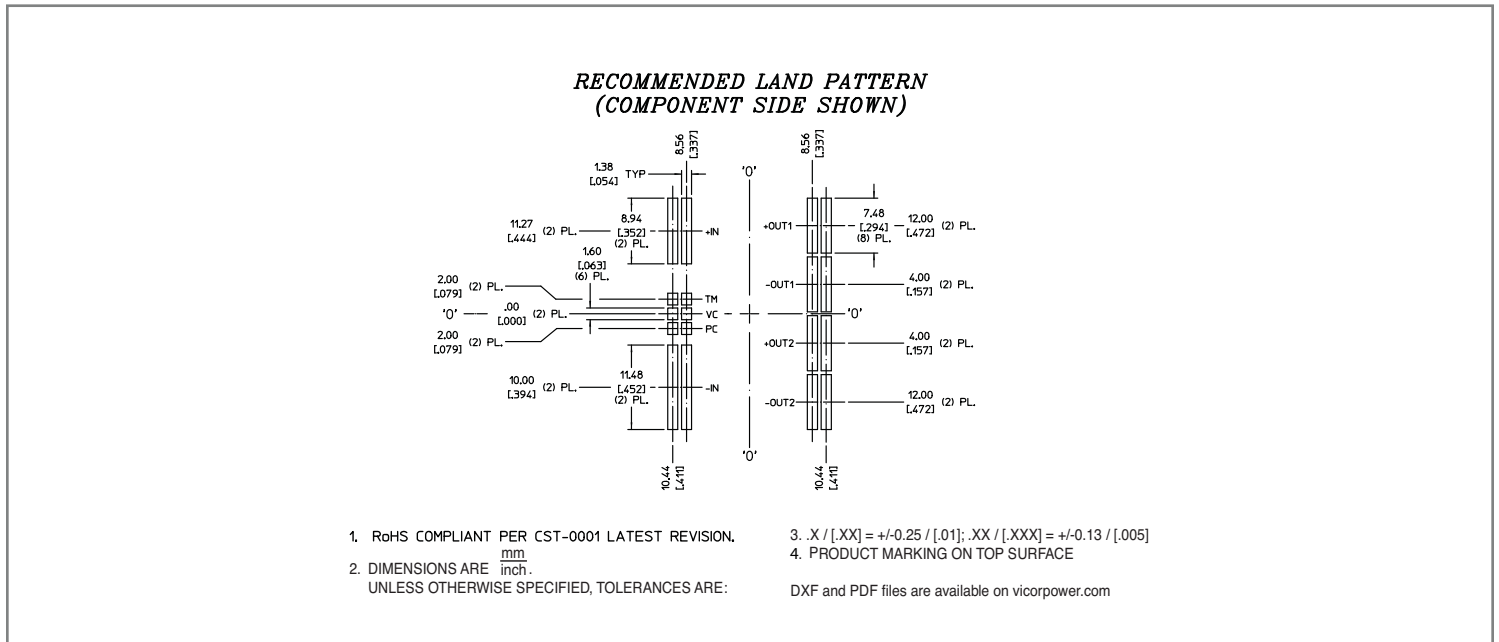 RECOMMENDED LAND PATTERN
(COMPONENT SIDE SHOWN)
8.56
[.337]
8.56
[.337]
1.38
[.054] TYP
'0'
11.27
[.444] (2) PL.
8.94
[.352]
(2) PL.
+IN
+OUT1
7.48
[.294]
(8) PL.
12.00
[.472] (2) PL.
1.60
[.063]
(6) PL.
2.00
[.079] (2) PL.
TM
-OUT1
4.00
[.157] (2) PL.
'0'
.00
[.000] (2) PL.
VC
'0'
2.00
[.079] (2) PL.
PC
+OUT2
4.00
[.157] (2) PL.
10.00
[.394] (2) PL.
11.48
[.452]
(2) PL.
-IN
-OUT2
12.00
[.472] (2) PL.
'0'
10.44
[.411]
10.44
[.411]
1. RoHS COMPLIANT PER CST-0001 LATEST REVISION.
2. DIMENSIONS ARE mm/inch.
UNLESS OTHERWISE SPECIFIED, TOLERANCES ARE:
3. .X / [.XX] = +/-0.25 / [.01]; .XX / [.XXX] = +/-0.13 / [.005]
4. PRODUCT MARKING ON TOP SURFACE
DXF and PDF files are available on vicorpower.com